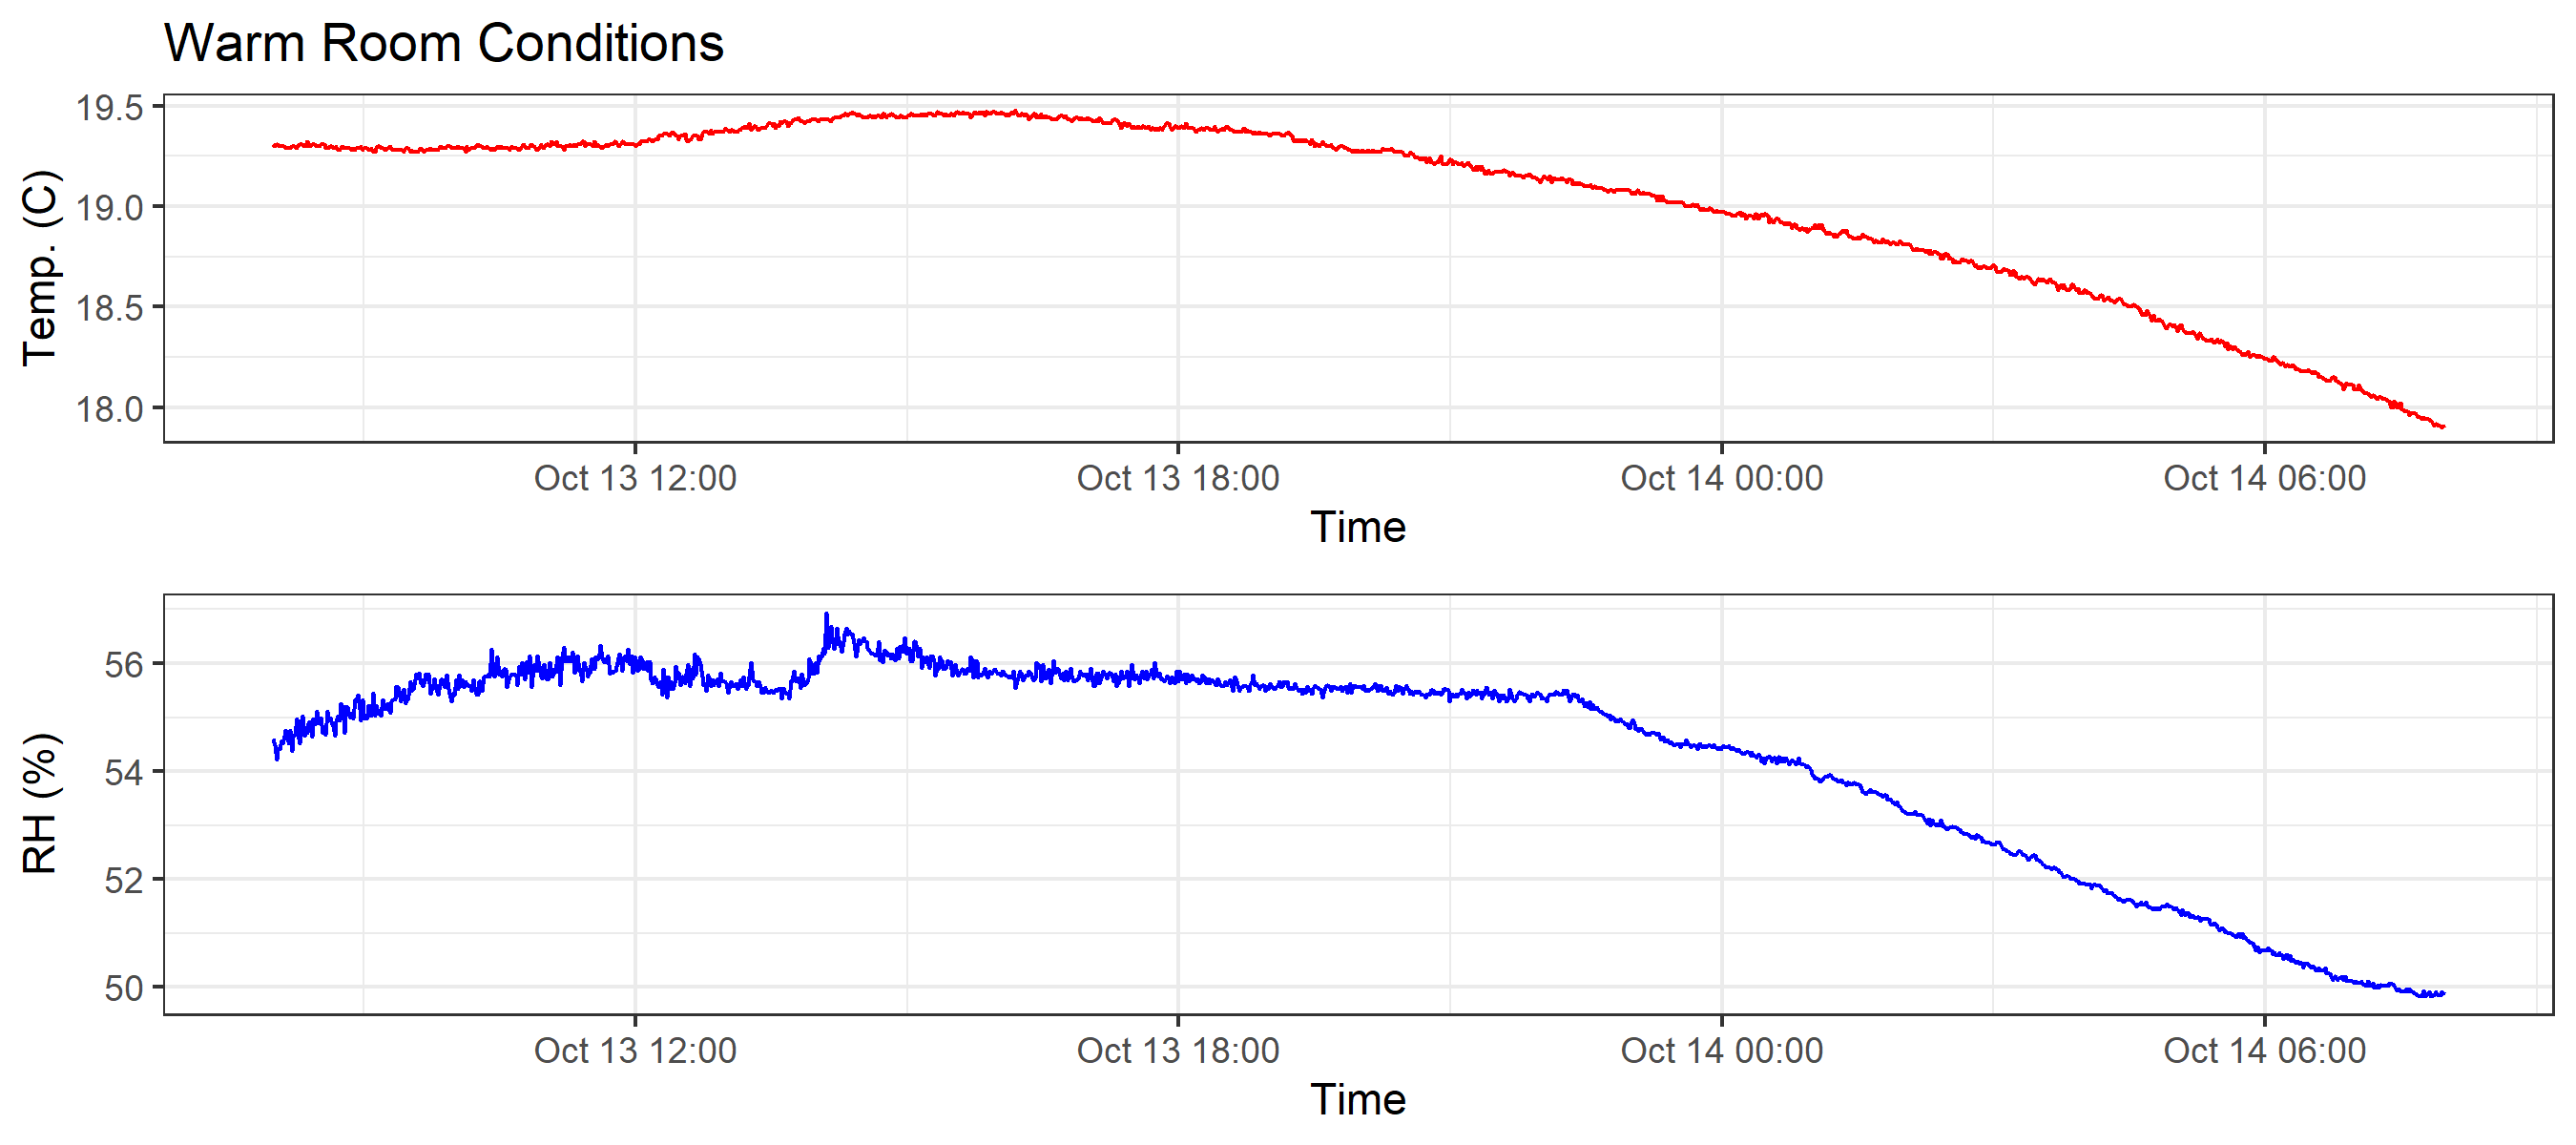 Warm Room Conditions
19.5
19.0
18.5
18.0
Temp. (C)
Oct 13 12:00 Oct 13 18:00 Oct 14 00:00 Oct 14 06:00
Time
56
54
52
50
RH (%)
Oct 13 12:00 Oct 13 18:00 Oct 14 00:00 Oct 14 06:00
Time